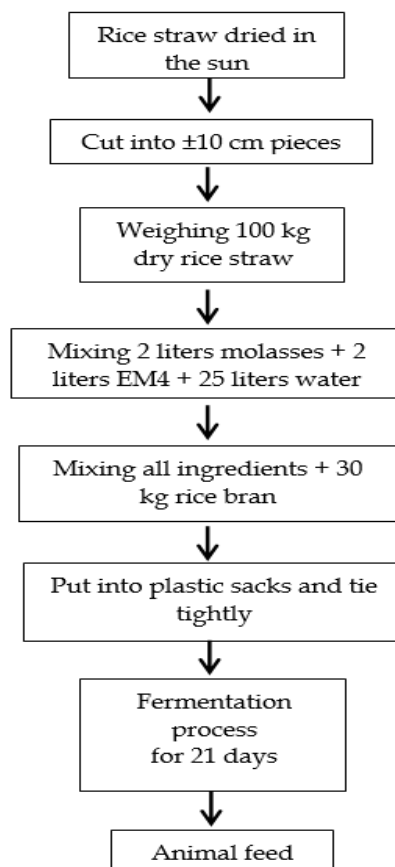 Rice straw dried in
the sun
Cut into ±10 cm pieces
Weighing 100 kg
dry rice straw
Mixing 2 liters molasses + 2
liters EM4 + 25 liters water
Mixing all ingredients + 30
kg rice bran
Put into plastic sacks and tie
tightly
Fermentation
process
for 21 days
Animal feed